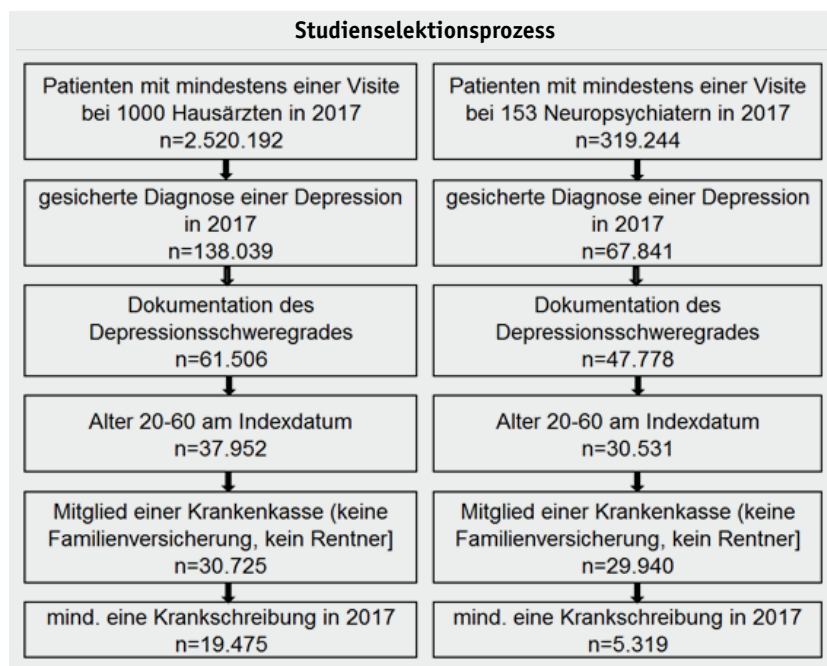 Studienselektionsprozess
Patienten mit mindestens einer Visite
bei 1000 Hausärzten in 2017
n=2.520.192
gesicherte Diagnose einer Depression
in 2017
n=138.039
Dokumentation des
Depressionsschweregrades
n=61.506
Alter 20-60 am Indexdatum
n=37.952
Mitglied einer Krankenkasse (keine
Familienversicherung, kein Rentner]
n=30.725
mind. eine Krankschreibung in 2017
n=19.475
Patienten mit mindestens einer Visite
bei 153 Neuropsychiatern in 2017
n=319.244
gesicherte Diagnose einer Depression
in 2017
n=67.841
Dokumentation des
Depressionsschweregrades
n=47.778
Alter 20-60 am Indexdatum
n=30.531
Mitglied einer Krankenkasse (keine
Familienversicherung, kein Rentner]
n=29.940
mind. eine Krankschreibung in 2017
n=5.319